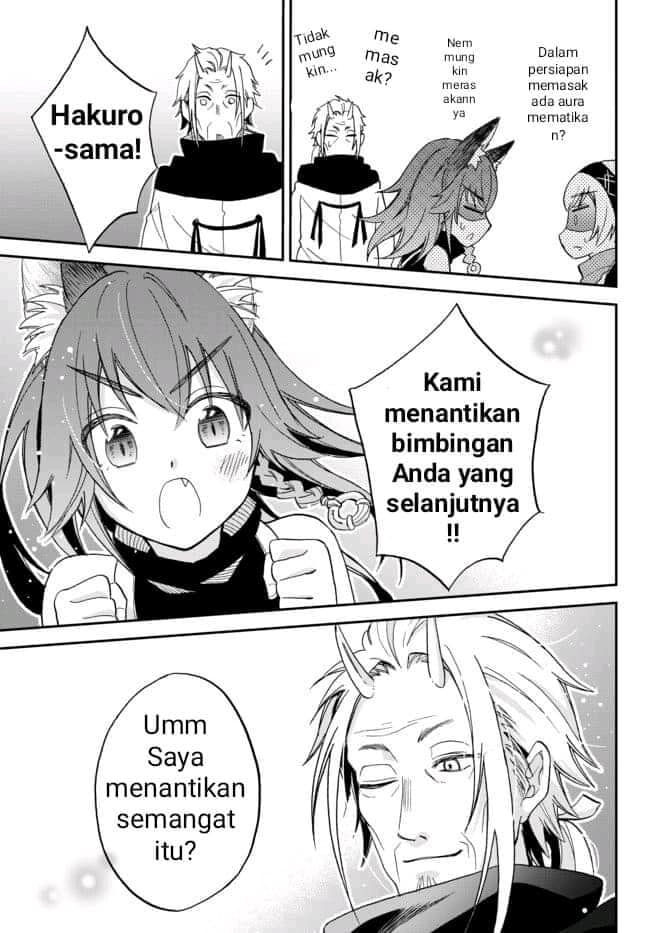 Dalam
persiapan
memasak
ada aura
mematika
n?
Nem
mung
kin
meras
akann
ya
me
mas
ak?
Tidak
mung
kin...
Hakuro
-sama!
Kami
menantikan
bimbingan
Anda yang
selanjutnya
!!
Umm
Saya
menantikan
semangat
itu?